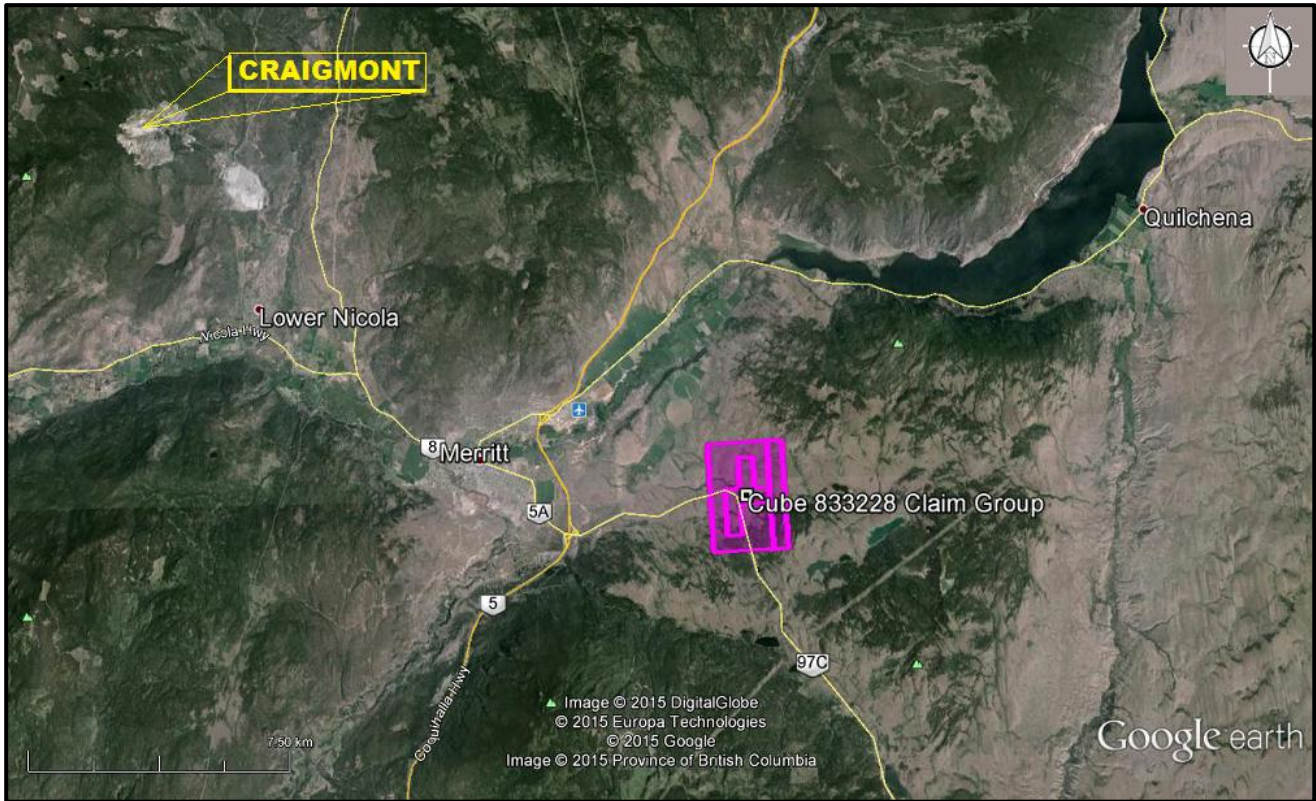 CRAIGMONT
Quilchena
Lower Nicola
Nicola Hwy
8
Merritt
Cube 833228 Claim Group
5A
5
97C
Coquihalla Hwy
Image © 2015 DigitalGlobe
© 2015 Europa Technologies
© 2015 Google
Image © 2015 Province of British Columbia
7.50 km
Google earth